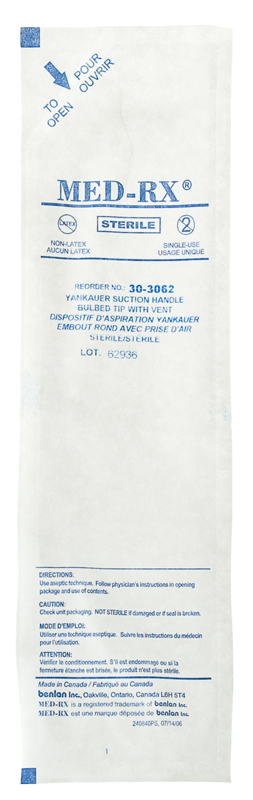 TO OPEN
POUR OUVRIR
MED-RX®
LATEX
STERILE
2
NON-LATEX
AUCUN LATEX
SINGLE-USE
USAGE UNIQUE
REORDER NO.: 30-3062
YANKAUER SUCTION HANDLE
BULBED TIP WITH VENT
DISPOSITIF D'ASPIRATION YANKAUER
EMBOUT ROND AVEC PRISE D'AIR
STERILE/STERILE
LOT. 62936
DIRECTIONS:
Use aseptic technique. Follow physician's instructions in opening
package and use of contents.
CAUTION:
Check unit packaging. NOT STERILE if damaged or if seal is broken.
MODE D'EMPLOI:
Utiliser une technique aseptique. Suivre les instructions du médecin
pour l'utilisation.
ATTENTION:
Vérifier le conditionnement. S'il est endommagé ou si la
fermeture étanche est brisée, le produit n'est plus stérile.
Made in Canada / Fabriqué au Canada
benlan Inc., Oakville, Ontario, Canada L6H 5T4
MED-RX is a registered trademark of benlan Inc.
MED-RX est une marque déposée de benlan Inc.
240840PS, 07/14/06